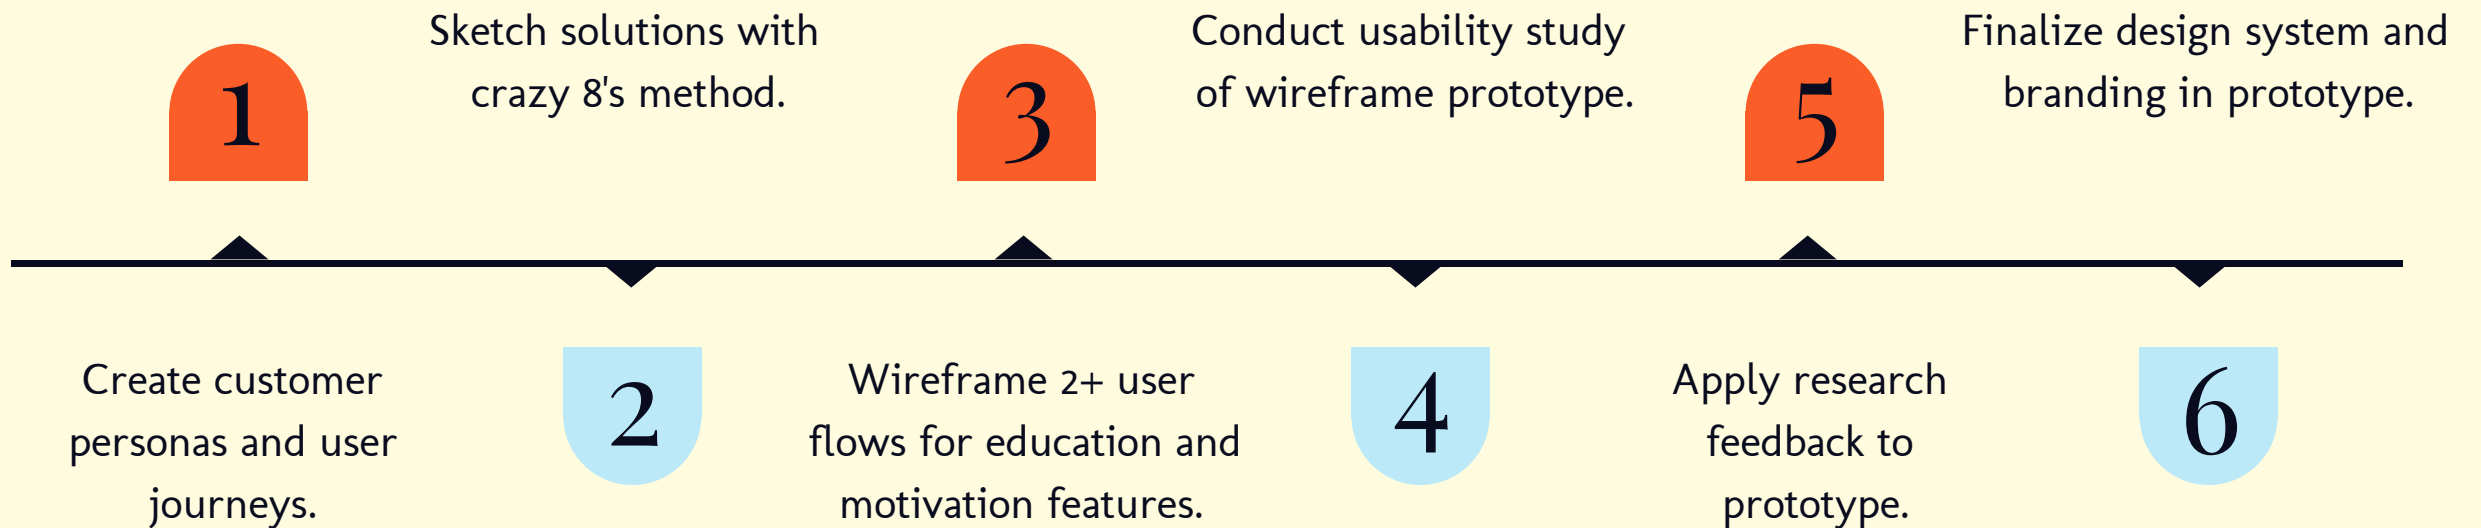 1
Create customer
personas and user
journeys.
Sketch solutions with
crazy 8's method.
2
3
Wireframe 2+ user
flows for education and
motivation features.
Conduct usability study
of wireframe prototype.
4
5
Apply research
feedback to
prototype.
Finalize design system and
branding in prototype.
6